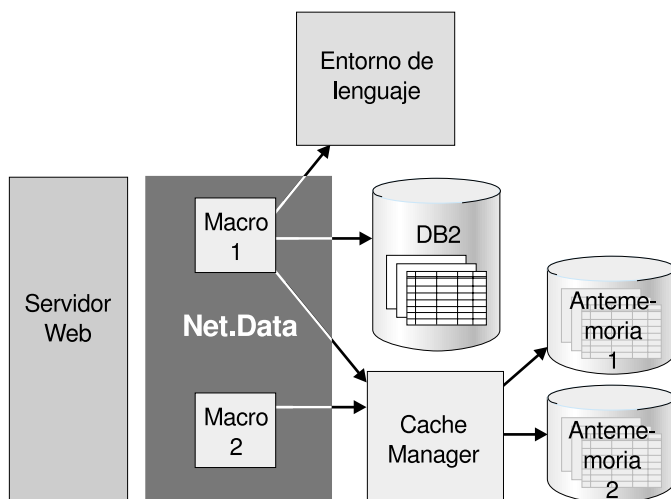 Entorno de
lenguaje
Macro
1
DB2
Servidor
Web
Net.Data
Anteme-
moria
1
Macro
2
Cache
Manager
Anteme-
moria
2